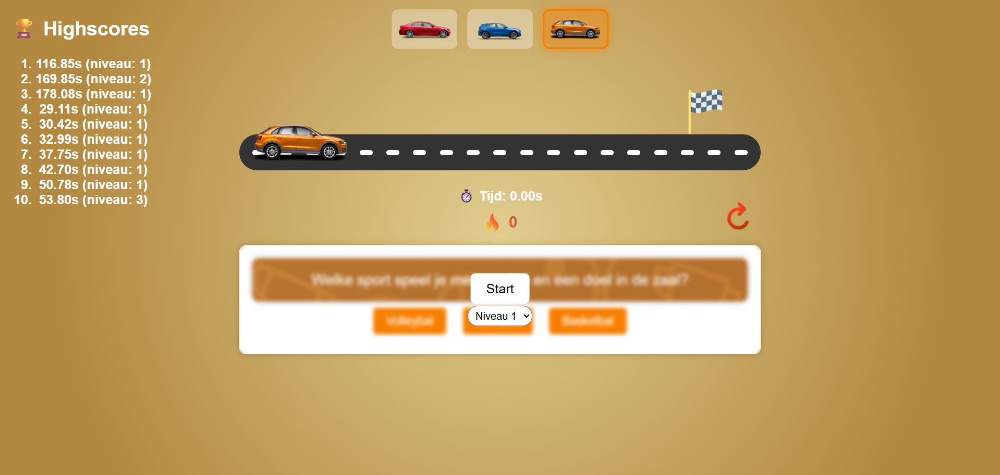 Highscores
1. 116.85s (niveau: 1)
2. 169.85s (niveau: 2)
3. 178.08s (niveau: 1)
4. 29.11s (niveau: 1)
5. 30.42s (niveau: 1)
6. 32.99s (niveau: 1)
7. 37.75s (niveau: 1)
8. 42.70s (niveau: 1)
9. 50.78s (niveau: 1)
10. 53.80s (niveau: 3)
Tijd: 0.00s
0
Welke sport speel je en een doel in de zaal?
Start
Niveau 1
Volleybal Basketbal